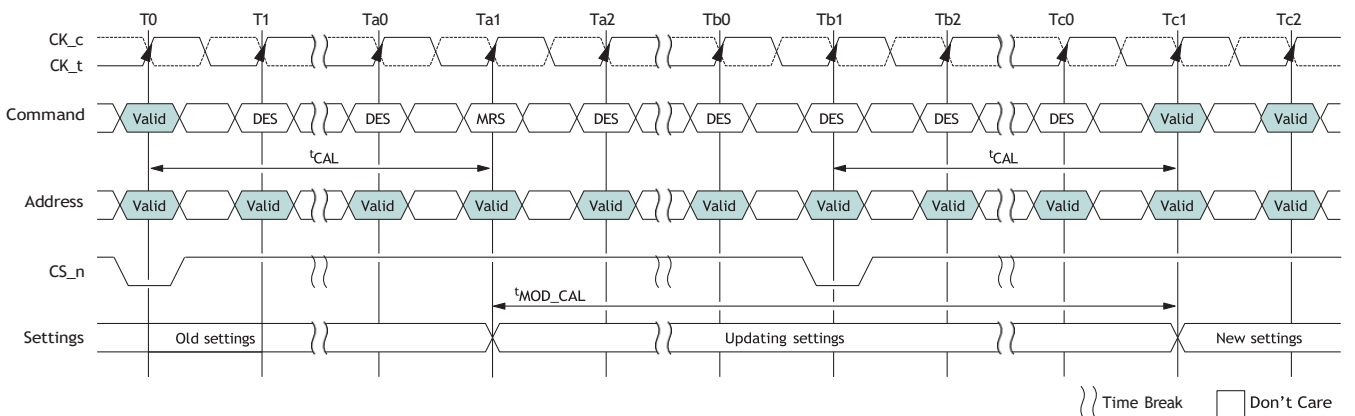 T0 T1 Ta0 Ta1 Ta2 Tb0 Tb1 Tb2 Tc0 Tc1 Tc2
CK_c
CK_t
Command Valid DES DES MRS DES DES DES DES DES Valid Valid
tCAL tCAL
Address Valid Valid Valid Valid Valid Valid Valid Valid Valid Valid Valid
CS_n
tMOD_CAL
Settings Old settings Updating settings New settings
Time Break Don't Care